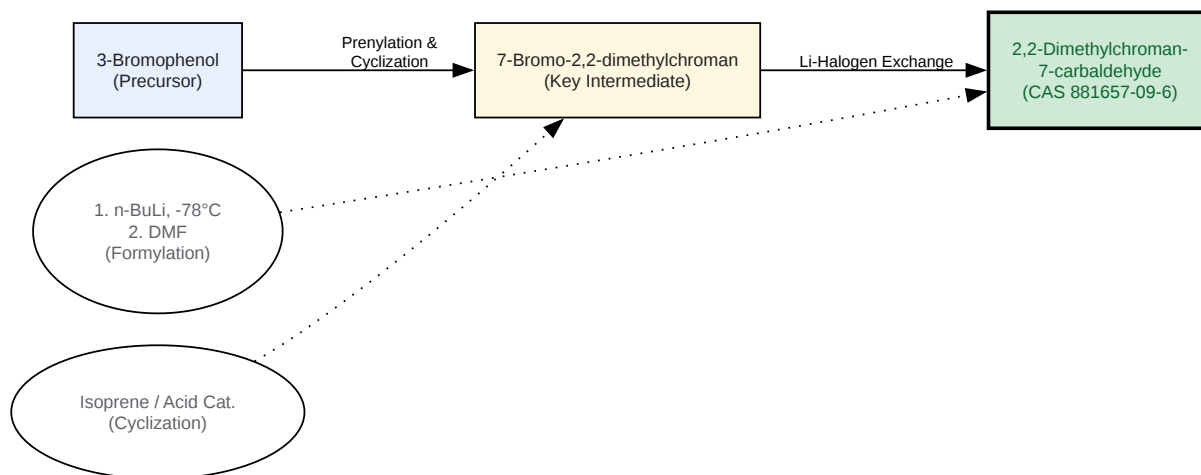 3-Bromophenol
(Precursor)
Prenylation &
Cyclization
7-Bromo-2,2-dimethylchroman
(Key Intermediate)
Li-Halogen Exchange
2,2-Dimethylchroman-
7-carbaldehyde
(CAS 881657-09-6)
1. n-BuLi, -78°C
2. DMF
(Formylation)
Isoprene / Acid Cat.
(Cyclization)